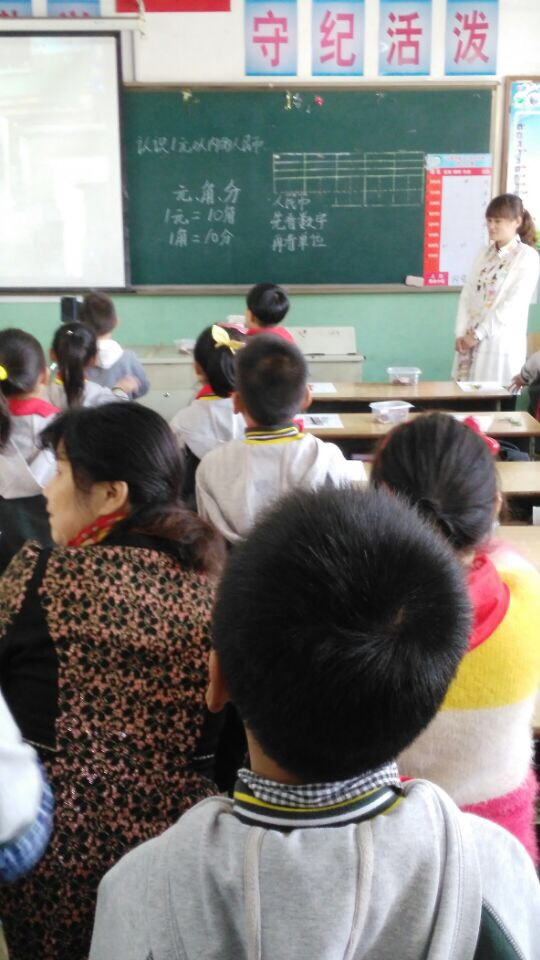 守纪活泼
认识1元以内的人民币
元、角、分
1元=10角
1角=10分
人民币
先看数字
再看单位